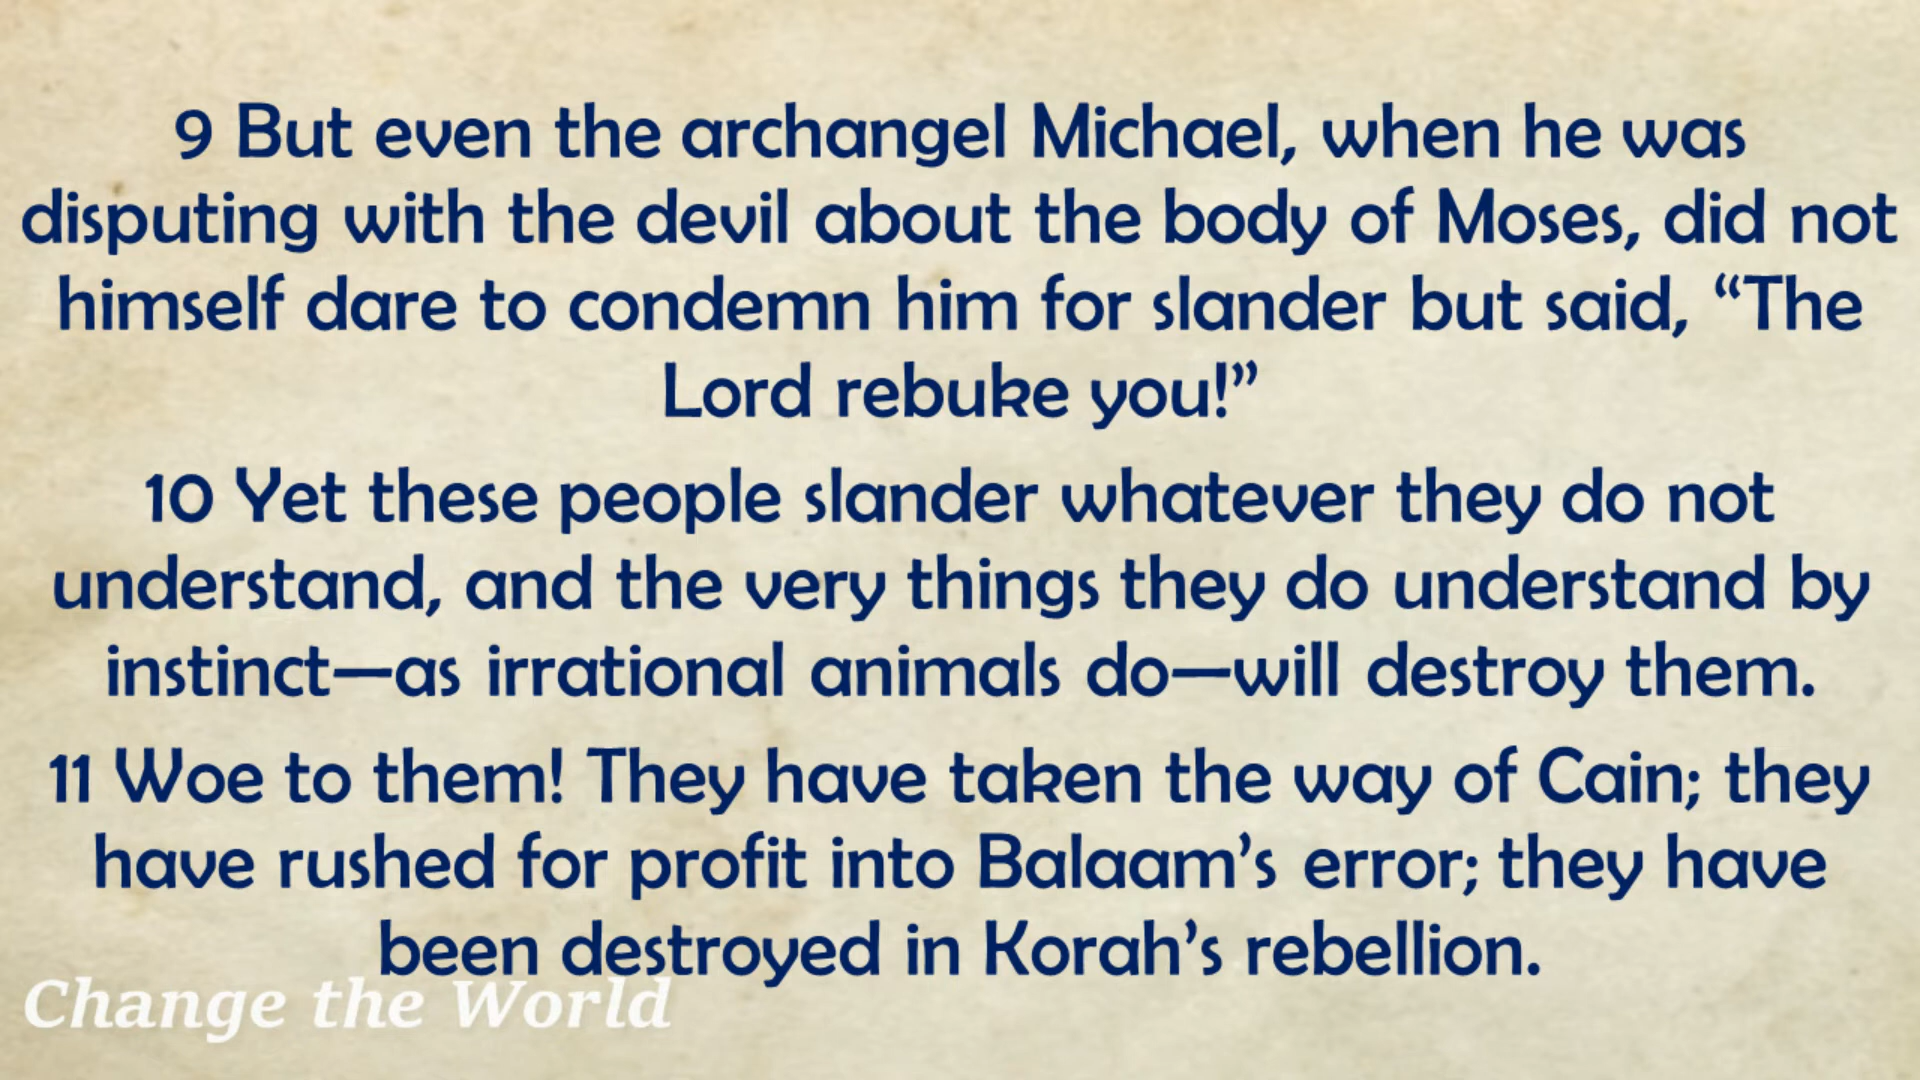 9 But even the archangel Michael, when he was
disputing with the devil about the body of Moses, did not
himself dare to condemn him for slander but said, “The
Lord rebuke you!”
10 Yet these people slander whatever they do not
understand, and the very things they do understand by
instinct—as irrational animals do—will destroy them.
11 Woe to them! They have taken the way of Cain; they
have rushed for profit into Balaam’s error; they have
been destroyed in Korah’s rebellion.
Change the World